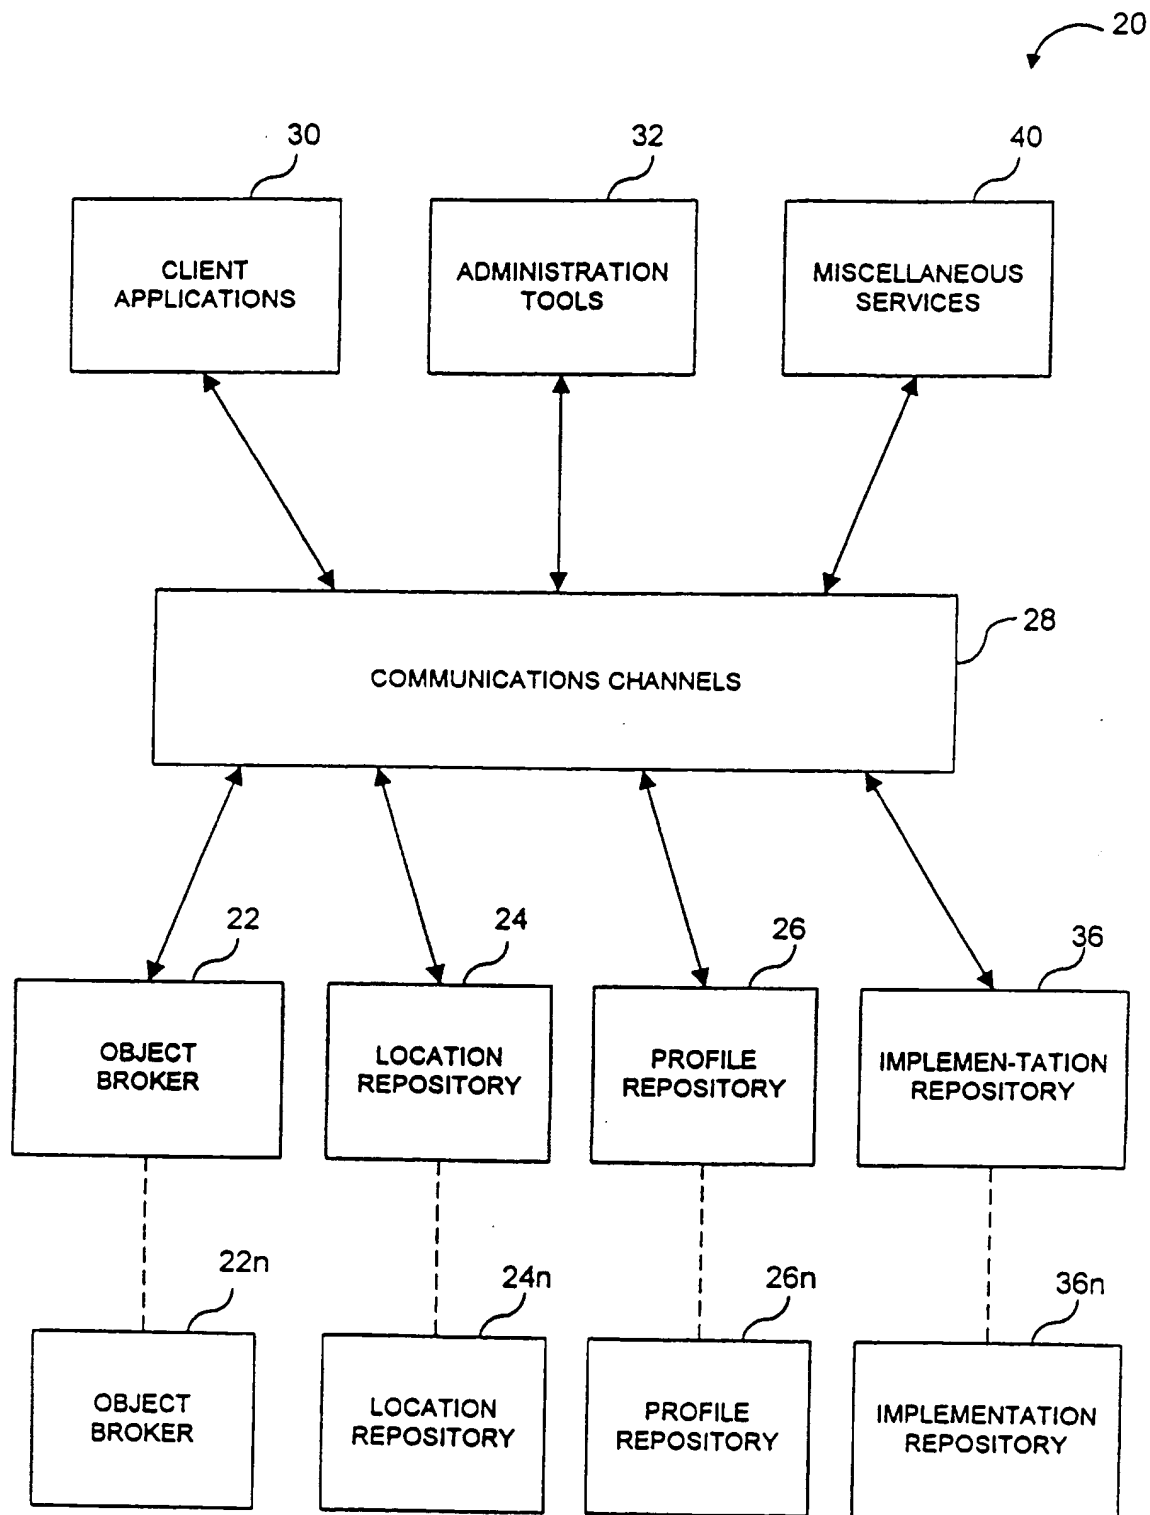 20
30
32
40
CLIENT
APPLICATIONS
ADMINISTRATION
TOOLS
MISCELLANEOUS
SERVICES
28
COMMUNICATIONS CHANNELS
22
24
26
36
OBJECT
BROKER
LOCATION
REPOSITORY
PROFILE
REPOSITORY
IMPLEMEN-TATION
REPOSITORY
22n
24n
26n
36n
OBJECT
BROKER
LOCATION
REPOSITORY
PROFILE
REPOSITORY
IMPLEMENTATION
REPOSITORY